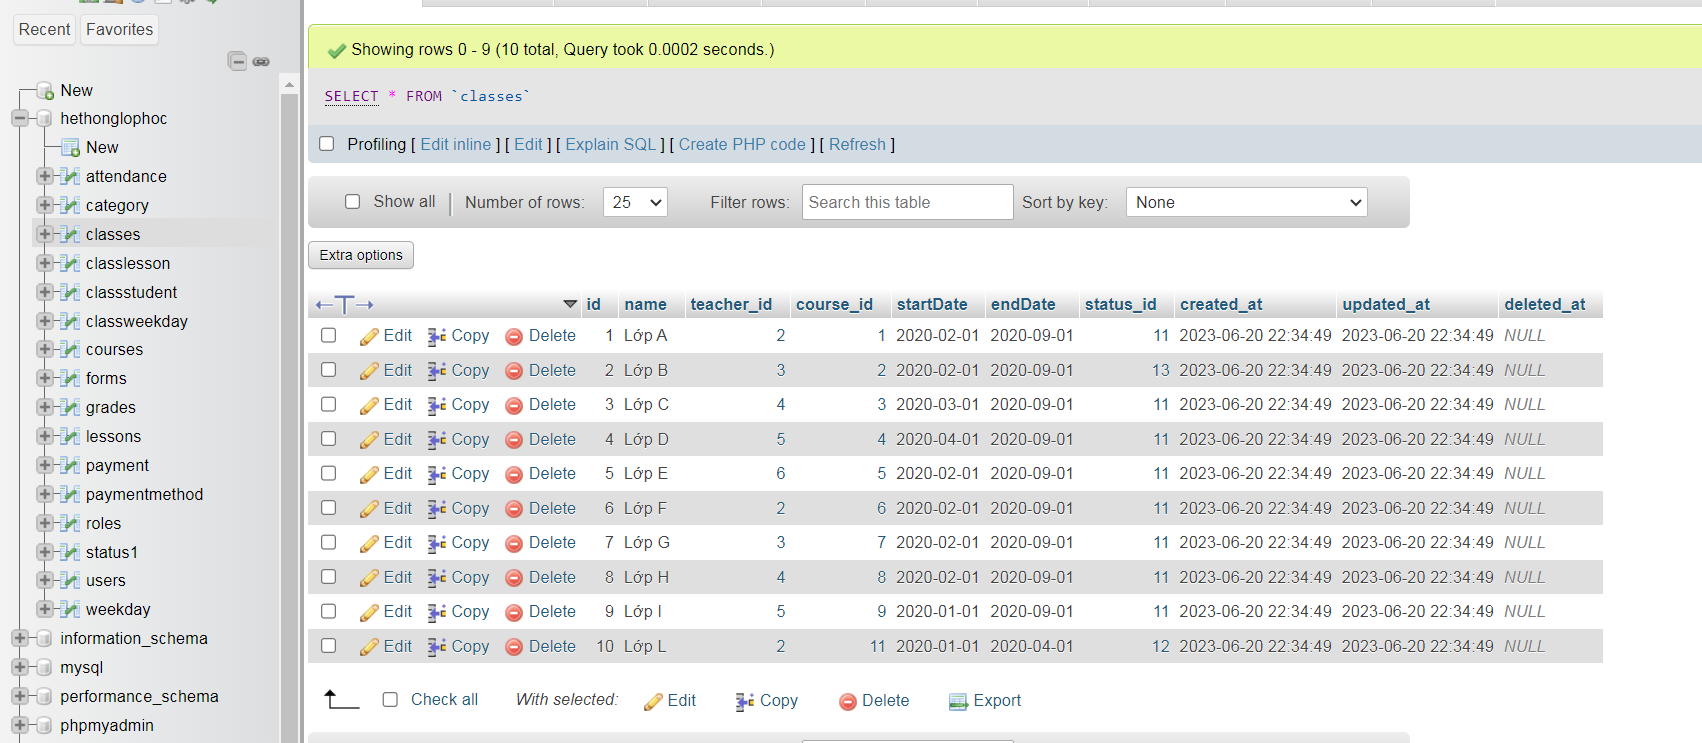 Recent Favorites
New
hethonglophoc
New
attendance
category
classes
classlesson
classstudent
classweekday
courses
forms
grades
lessons
payment
paymentmethod
roles
status1
users
weekday
information_schema
mysql
performance_schema
phpmyadmin
Showing rows 0 - 9 (10 total, Query took 0.0002 seconds.)
SELECT * FROM `classes`
Profiling [ Edit inline ] [ Edit ] [ Explain SQL ] [ Create PHP code ] [ Refresh ]
Show all Number of rows: 25 Filter rows: Search this table Sort by key: None
Extra options
id name teacher_id course_id startDate endDate status_id created_at updated_at deleted_at
Edit Copy Delete 1 Lớp A 2 1 2020-02-01 2020-09-01 11 2023-06-20 22:34:49 2023-06-20 22:34:49 NULL
Edit Copy Delete 2 Lớp B 3 2 2020-02-01 2020-09-01 13 2023-06-20 22:34:49 2023-06-20 22:34:49 NULL
Edit Copy Delete 3 Lớp C 4 3 2020-03-01 2020-09-01 11 2023-06-20 22:34:49 2023-06-20 22:34:49 NULL
Edit Copy Delete 4 Lớp D 5 4 2020-04-01 2020-09-01 11 2023-06-20 22:34:49 2023-06-20 22:34:49 NULL
Edit Copy Delete 5 Lớp E 6 5 2020-02-01 2020-09-01 11 2023-06-20 22:34:49 2023-06-20 22:34:49 NULL
Edit Copy Delete 6 Lớp F 2 6 2020-02-01 2020-09-01 11 2023-06-20 22:34:49 2023-06-20 22:34:49 NULL
Edit Copy Delete 7 Lớp G 3 7 2020-02-01 2020-09-01 11 2023-06-20 22:34:49 2023-06-20 22:34:49 NULL
Edit Copy Delete 8 Lớp H 4 8 2020-02-01 2020-09-01 11 2023-06-20 22:34:49 2023-06-20 22:34:49 NULL
Edit Copy Delete 9 Lớp I 5 9 2020-01-01 2020-09-01 11 2023-06-20 22:34:49 2023-06-20 22:34:49 NULL
Edit Copy Delete 10 Lớp L 2 11 2020-01-01 2020-04-01 12 2023-06-20 22:34:49 2023-06-20 22:34:49 NULL
Check all With selected: Edit Copy Delete Export